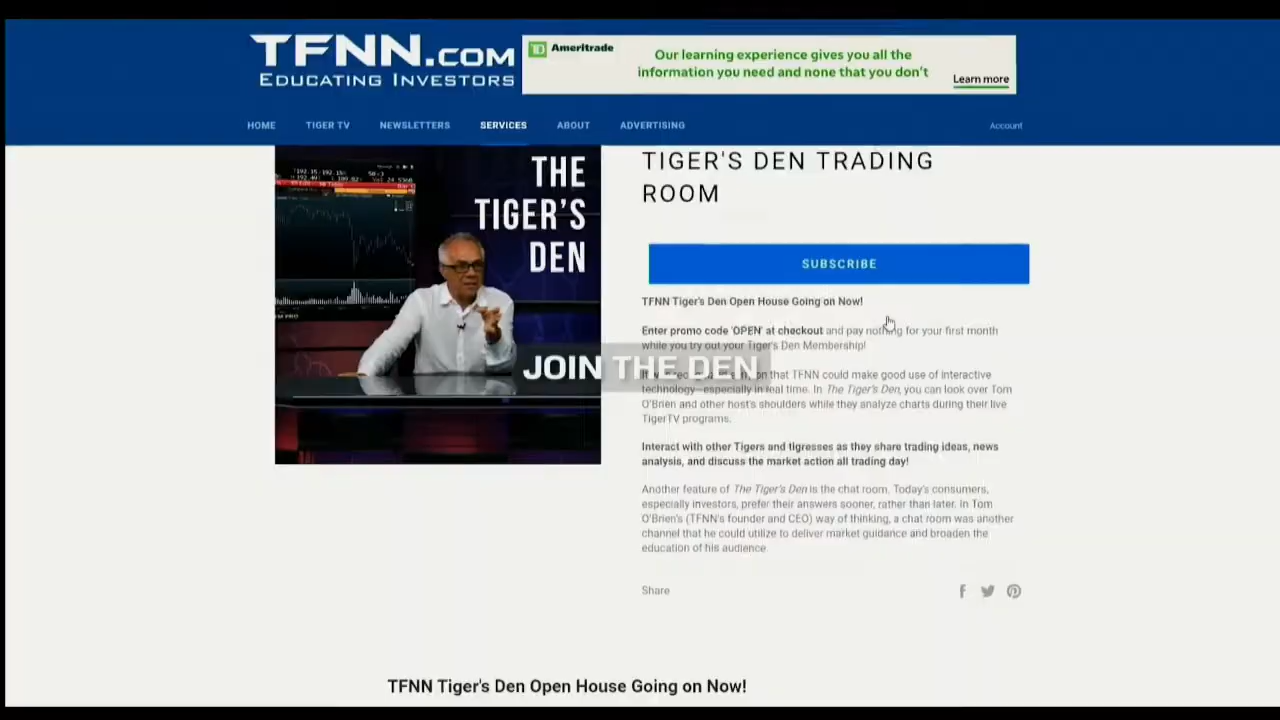 TFNN.COM
EDUCATING INVESTORS
Ameritrade
Our learning experience gives you all the
information you need and none that you don't
Learn more
HOME TIGER TV NEWSLETTERS SERVICES ABOUT ADVERTISING Account
THE
TIGER'S
DEN
TIGER'S DEN TRADING
ROOM
SUBSCRIBE
TFNN Tiger's Den Open House Going on Now!
Enter promo code 'OPEN' at checkout and pay nothing for your first month
while you try out your Tiger's Den Membership!
JOIN THE DEN
that TFNN could make good use of interactive
technology—especially in real time. In The Tiger's Den, you can look over Tom
O'Brien and other host's shoulders while they analyze charts during their live
TigerTV programs.
Interact with other Tigers and tigresses as they share trading ideas, news
analysis, and discuss the market action all trading day!
Another feature of The Tiger's Den is the chat room. Today's consumers,
especially investors, prefer their answers sooner, rather than later. In Tom
O'Brien's (TFNN's founder and CEO) way of thinking, a chat room was another
channel that he could utilize to deliver market guidance and broaden the
education of his audience.
Share
TFNN Tiger's Den Open House Going on Now!